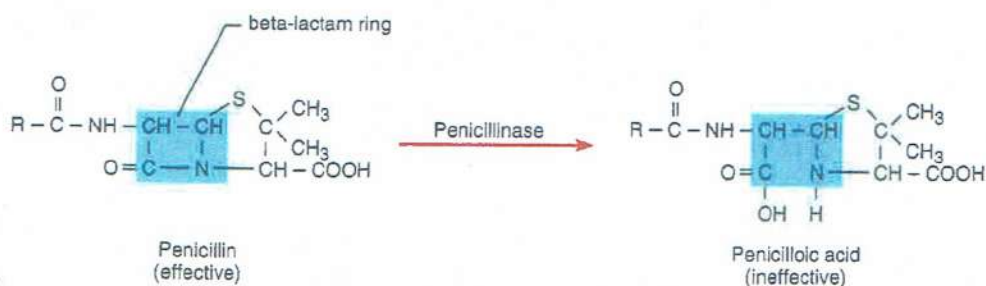 beta-lactam ring
O
R – C – NH – CH – CH S C CH3
CH3
O = C – N – CH – COOH
Penicillin
(effective)
Penicillinase
O
R – C – NH – CH – CH S C CH3
CH3
O = C N – CH – COOH
OH H
Penicilloic acid
(ineffective)